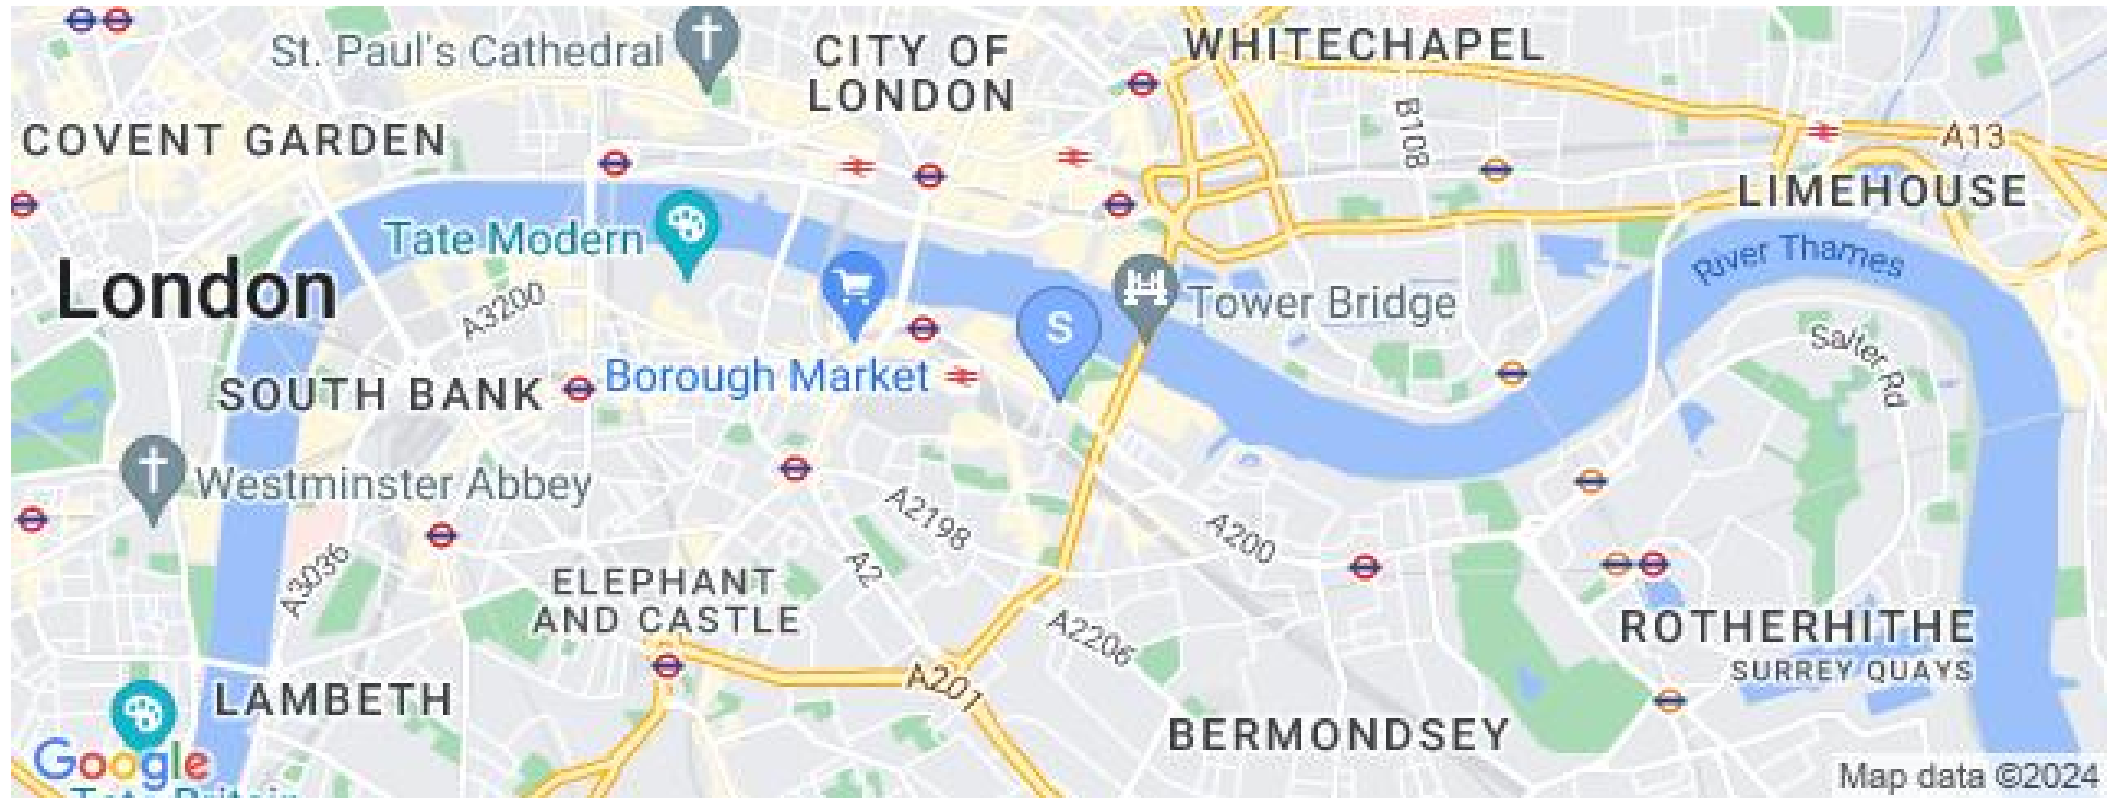 St. Paul's Cathedral
CITY OF
LONDON
WHITECHAPEL
COVENT GARDEN
B108
A13
LIMEHOUSE
Tate Modern
River Thames
London
A3200
S
Tower Bridge
Salter Rd
Borough Market
SOUTH BANK
Westminster Abbey
A2198
A200
A3036
A2
ELEPHANT
AND CASTLE
A2206
ROTHERHITHE
SURREY QUAYS
A201
LAMBETH
BERMONDSEY
Google
Map data ©2024
Tate Britain